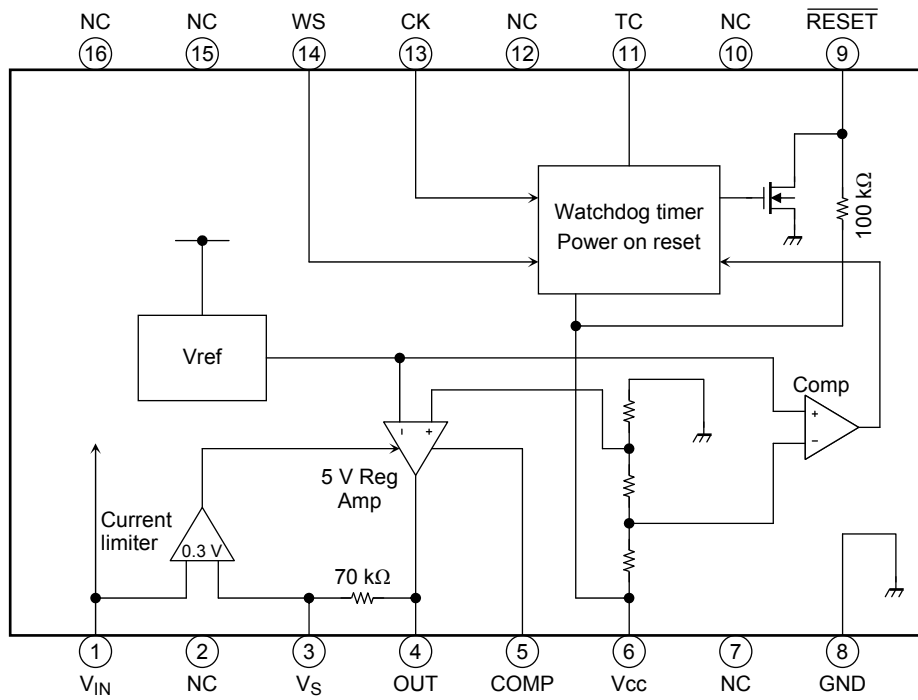 NC NC WS CK NC TC NC RESET
16 15 14 13 12 11 10 9
Watchdog timer
Power on reset
100 kΩ
Vref
Comp
+
−
− +
5 V Reg
Amp
Current
limiter
0.3 V
70 kΩ
1 2 3 4 5 6 7 8
VIN NC VS OUT COMP Vcc NC GND